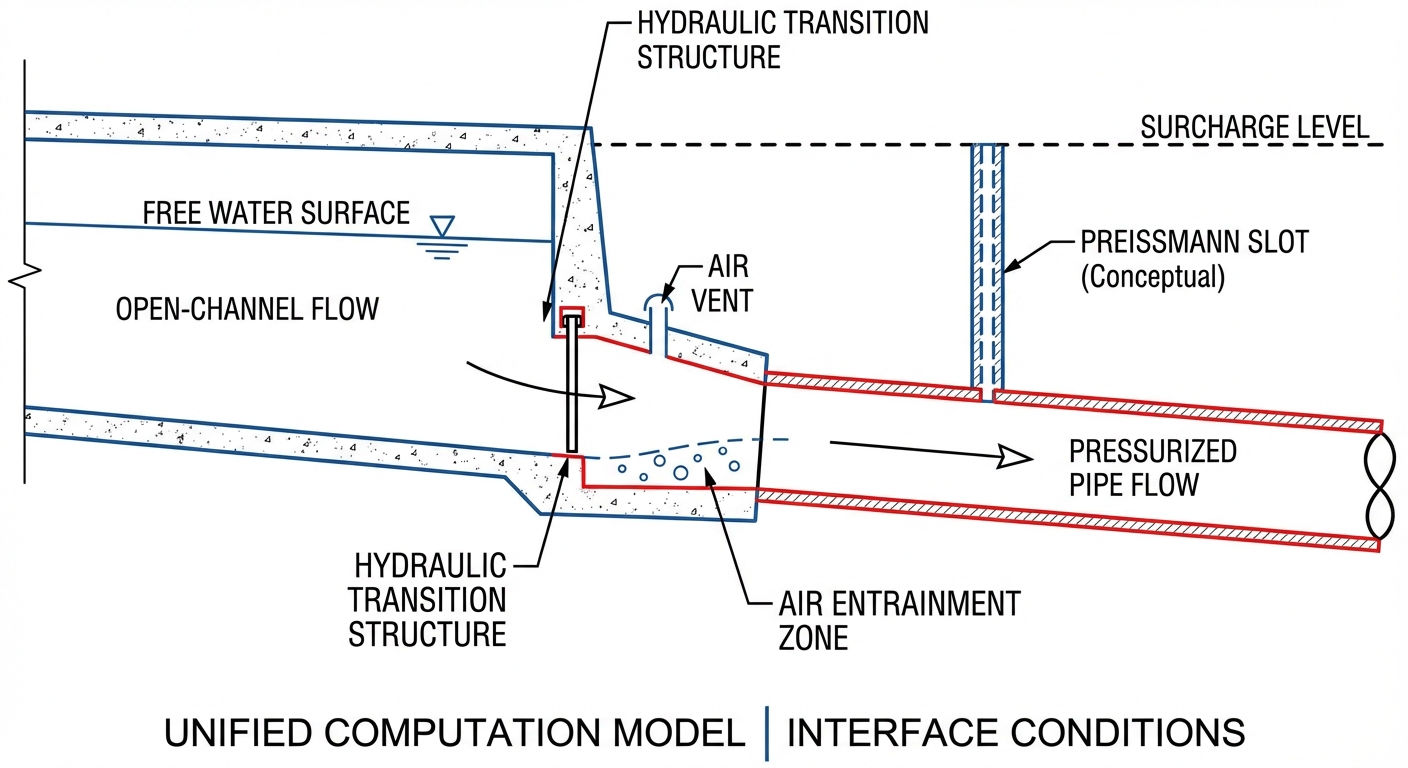 HYDRAULIC TRANSITION
STRUCTURE
SURCHARGE LEVEL
FREE WATER SURFACE
PREISSMANN SLOT
(Conceptual)
AIR
VENT
OPEN-CHANNEL FLOW
PRESSURIZED
PIPE FLOW
HYDRAULIC
TRANSITION
STRUCTURE
AIR ENTRAINMENT
ZONE
UNIFIED COMPUTATION MODEL | INTERFACE CONDITIONS